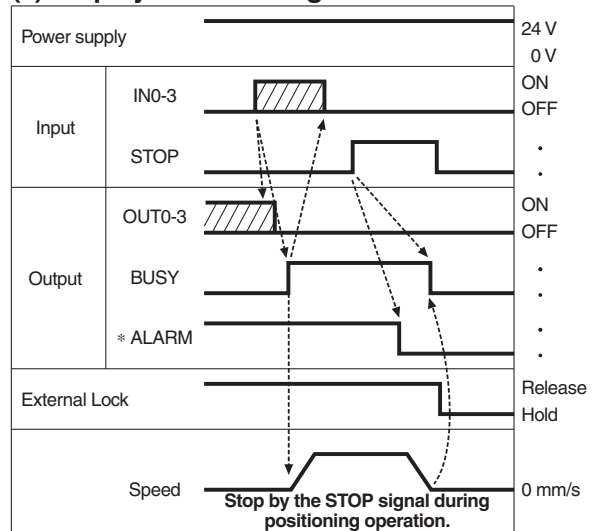 Power supply
24 V
0 V
Input
IN0-3
ON
OFF
STOP
Output
OUT0-3
ON
OFF
BUSY
* ALARM
External Lock
Release
Hold
Speed
0 mm/s
Stop by the STOP signal during
positioning operation.